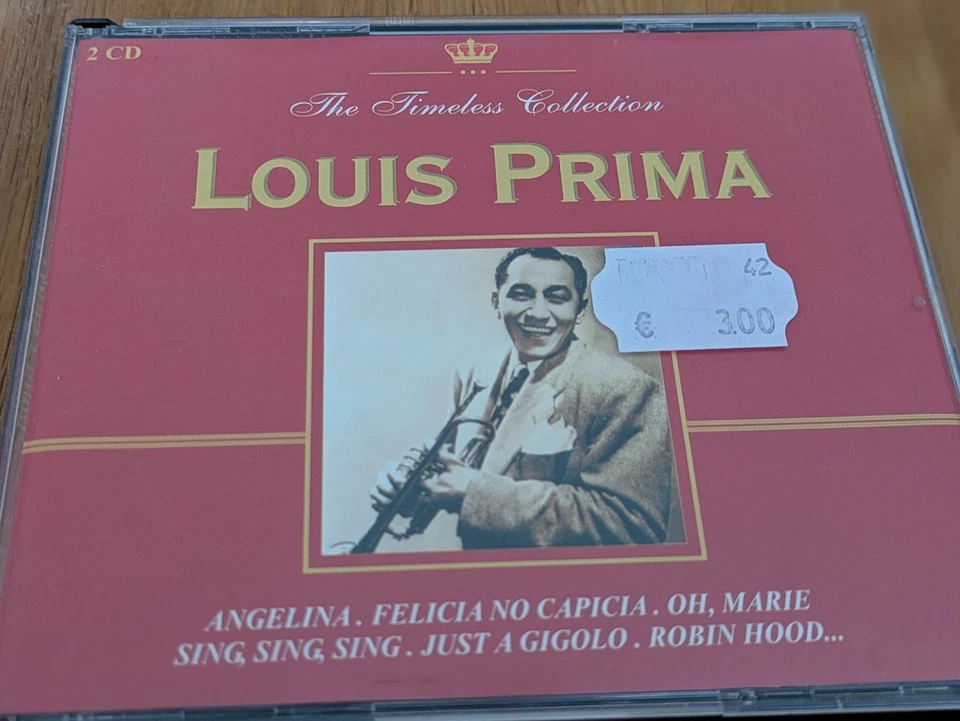 2 CD
The Timeless Collection
LOUIS PRIMA
42
€ 3.00
ANGELINA . FELICIA NO CAPICIA . OH, MARIE
SING, SING, SING . JUST A GIGOLO . ROBIN HOOD...